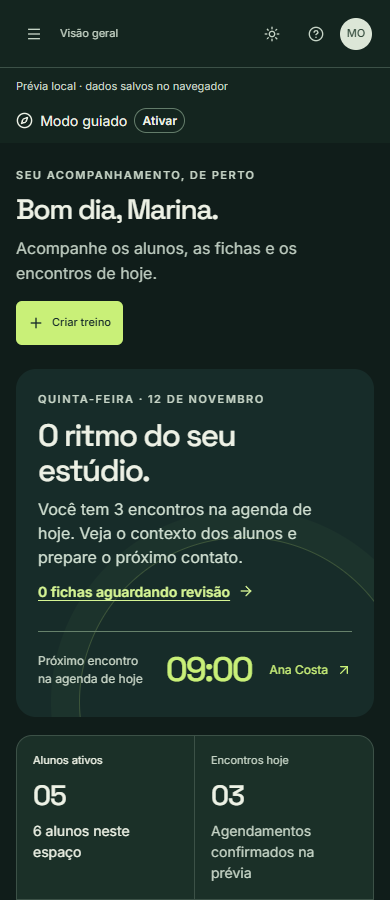 Visão geral
MO
Prévia local · dados salvos no navegador
Modo guiado
Ativar
SEU ACOMPANHAMENTO, DE PERTO
Bom dia, Marina.
Acompanhe os alunos, as fichas e os
encontros de hoje.
Criar treino
QUINTA-FEIRA · 12 DE NOVEMBRO
O ritmo do seu
estúdio.
Você tem 3 encontros na agenda de
hoje. Veja o contexto dos alunos e
prepare o próximo contato.
0 fichas aguardando revisão
Próximo encontro
na agenda de hoje
09:00
Ana Costa
Alunos ativos
05
6 alunos neste
espaço
Encontros hoje
03
Agendamentos
confirmados na
prévia